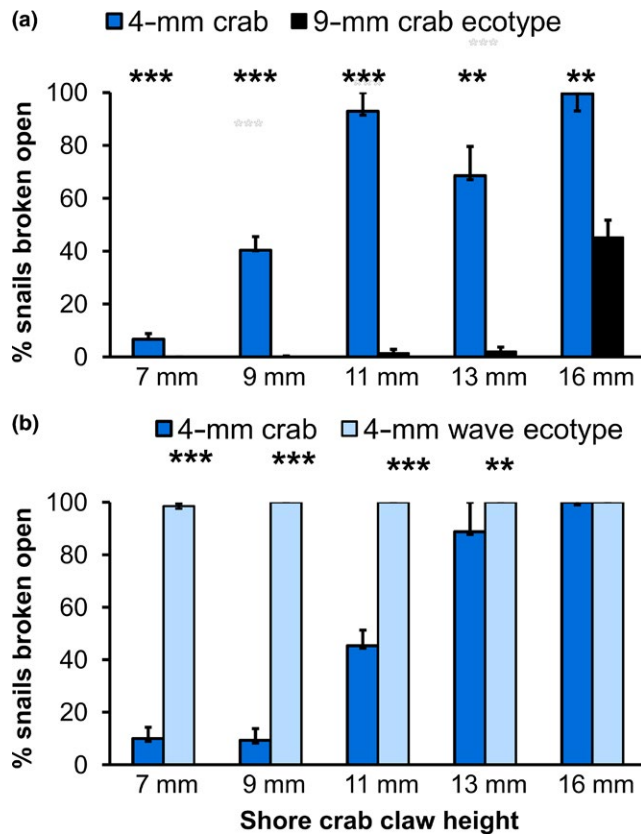 (a) 4-mm crab 9-mm crab ecotype
***
*** *** *** ** **
***
***
% snails broken open
100
80
60
40
20
0
7 mm 9 mm 11 mm 13 mm 16 mm
(b) 4-mm crab 4-mm wave ecotype
*** *** *** **
% snails broken open
100
80
60
40
20
0
7 mm 9 mm 11 mm 13 mm 16 mm
Shore crab claw height